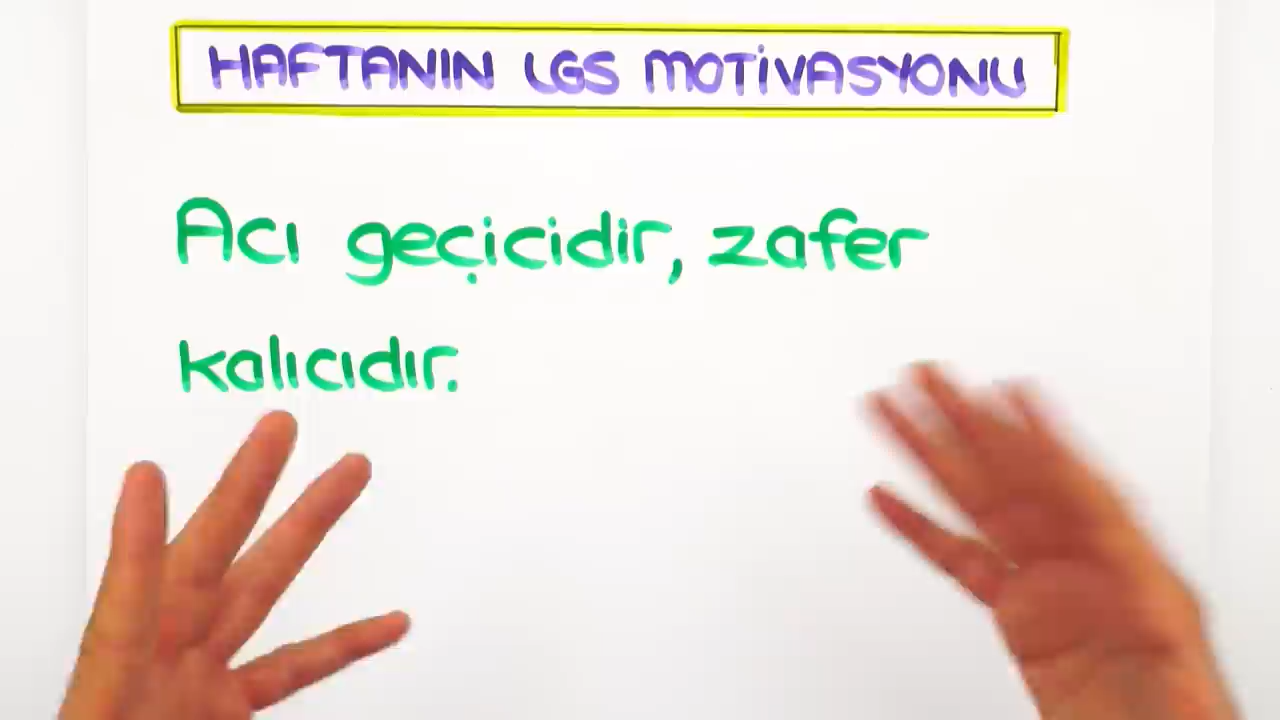 HAFTANIN LGS MOTİVASYONU
Acı geçicidir, zafer
kalıcıdır.